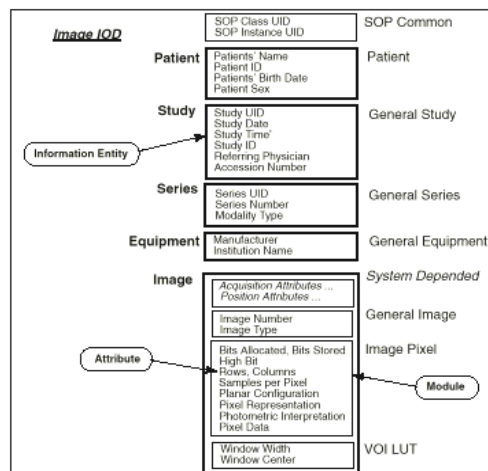 Image IOD
SOP Class UID
SOP Instance UID
SOP Common
Patient
Patients' Name
Patient ID
Patients' Birth Date
Patient Sex
Patient
Study
Study UID
Study Date
Study Time'
Study ID
Referring Physician
Accession Number
General Study
Information Entity
Series
Series UID
Series Number
Modality Type
General Series
Equipment
Manufacturer
Institution Name
General Equipment
Image
Acquisition Attributes ...
Position Attributes ...
System Depended
Image Number
Image Type
General Image
Attribute
Bits Allocated, Bits Stored
High Bit
Rows, Columns
Samples per Pixel
Planar Configuration
Pixel Representation
Photometric Interpretation
Pixel Data
Image Pixel
Module
Window Width
Window Center
VOI LUT